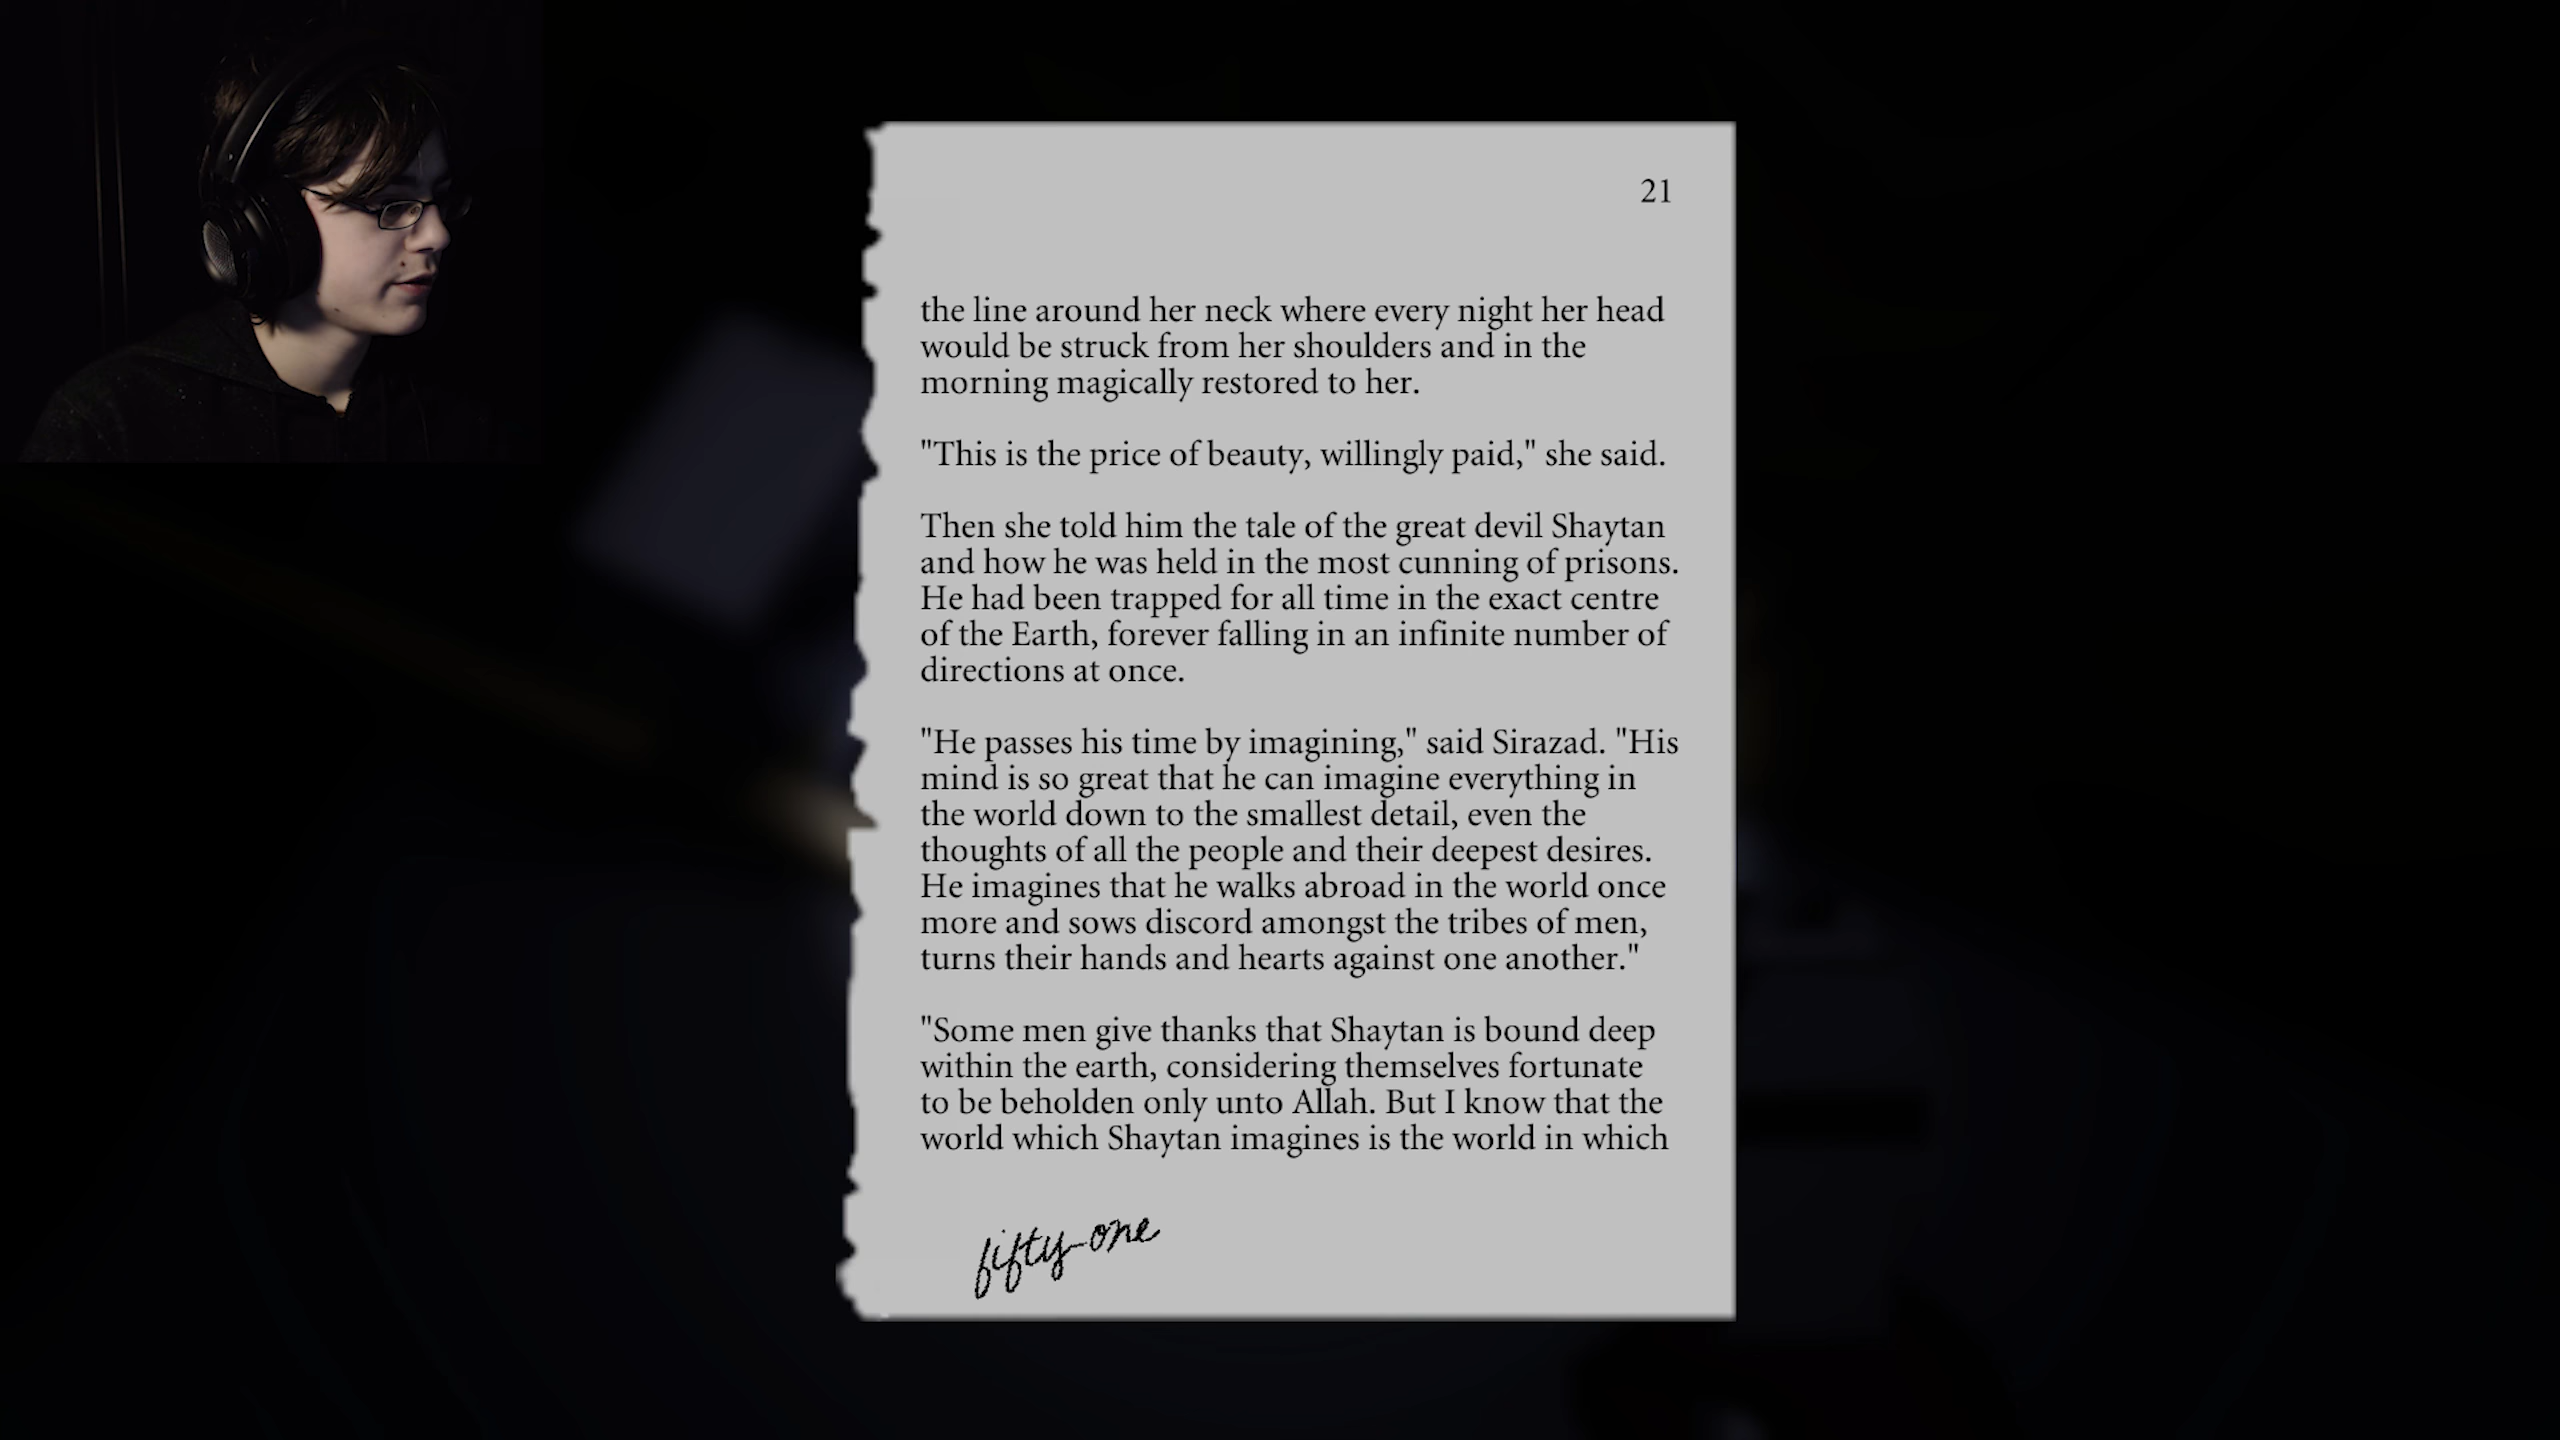 21
the line around her neck where every night her head
would be struck from her shoulders and in the
morning magically restored to her.
"This is the price of beauty, willingly paid," she said.
Then she told him the tale of the great devil Shaytan
and how he was held in the most cunning of prisons.
He had been trapped for all time in the exact centre
of the Earth, forever falling in an infinite number of
directions at once.
"He passes his time by imagining," said Sirazad. "His
mind is so great that he can imagine everything in
the world down to the smallest detail, even the
thoughts of all the people and their deepest desires.
He imagines that he walks abroad in the world once
more and sows discord amongst the tribes of men,
turns their hands and hearts against one another."
"Some men give thanks that Shaytan is bound deep
within the earth, considering themselves fortunate
to be beholden only unto Allah. But I know that the
world which Shaytan imagines is the world in which
fifty-one